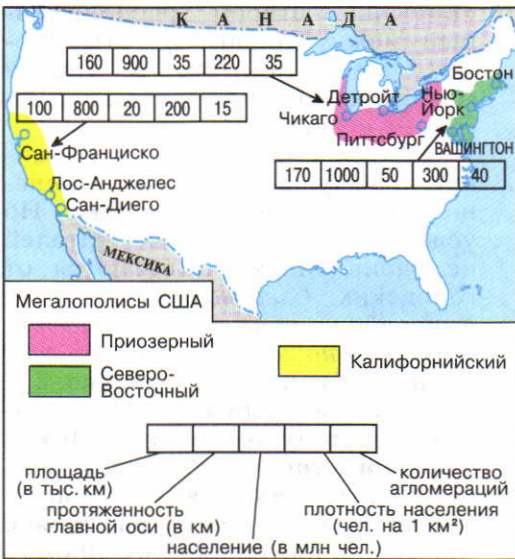 КАНАДА
160 900 35 220 35
Бостон
Детройт
Нью-
Йорк
Чикаго
100 800 20 200 15
Питтсбург
ВАШИНГТОН
Сан-Франциско
170 1000 50 300 40
Лос-Анджелес
Сан-Диего
МЕКСИКА
Мегалополисы США
Приозерный
Северо-
Восточный
Калифорнийский
площадь
(в тыс. км)
протяженность
главной оси (в км)
население (в млн чел.)
плотность населения
(чел. на 1 км²)
количество
агломераций